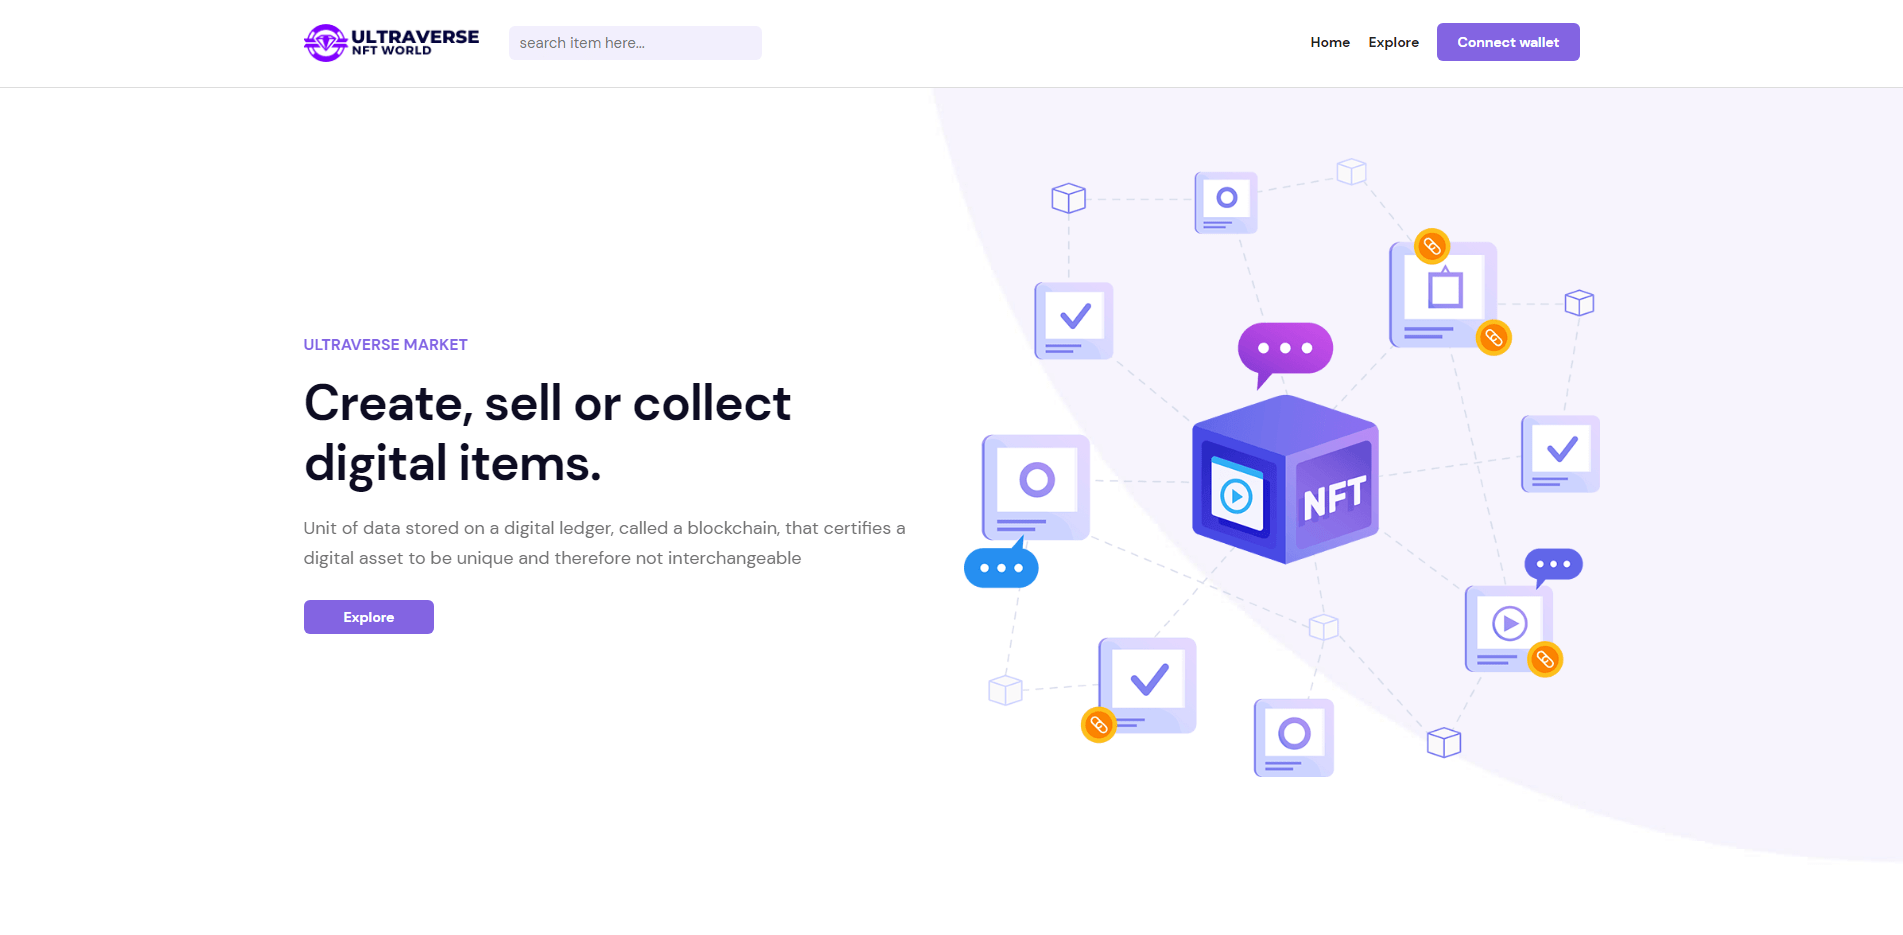 ULTRAVERSE
NFT WORLD
search item here...
Home
Explore
Connect wallet
ULTRAVERSE MARKET
Create, sell or collect
digital items.
Unit of data stored on a digital ledger, called a blockchain, that certifies a
digital asset to be unique and therefore not interchangeable
Explore
NFT